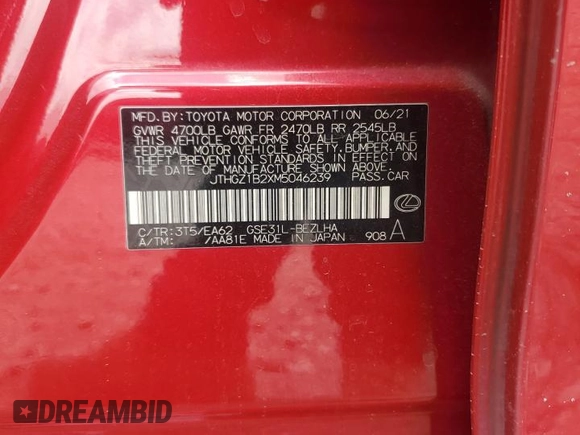 MFD. BY: TOYOTA MOTOR CORPORATION 06/21
GVWR 4700LB GAWR FR 2470LB RR 2545LB
THIS VEHICLE CONFORMS TO ALL APPLICABLE
FEDERAL MOTOR VEHICLE SAFETY, BUMPER, AND
THEFT PREVENTION STANDARDS IN EFFECT ON
THE DATE OF MANUFACTURE SHOWN ABOVE.
JTHGZ1B2XM5046239 PASS. CAR
C/TR: 3T5/EA62 GSE31L-BEZLHA
A/TM: /AA81E MADE IN JAPAN 908 A
DREAMBID